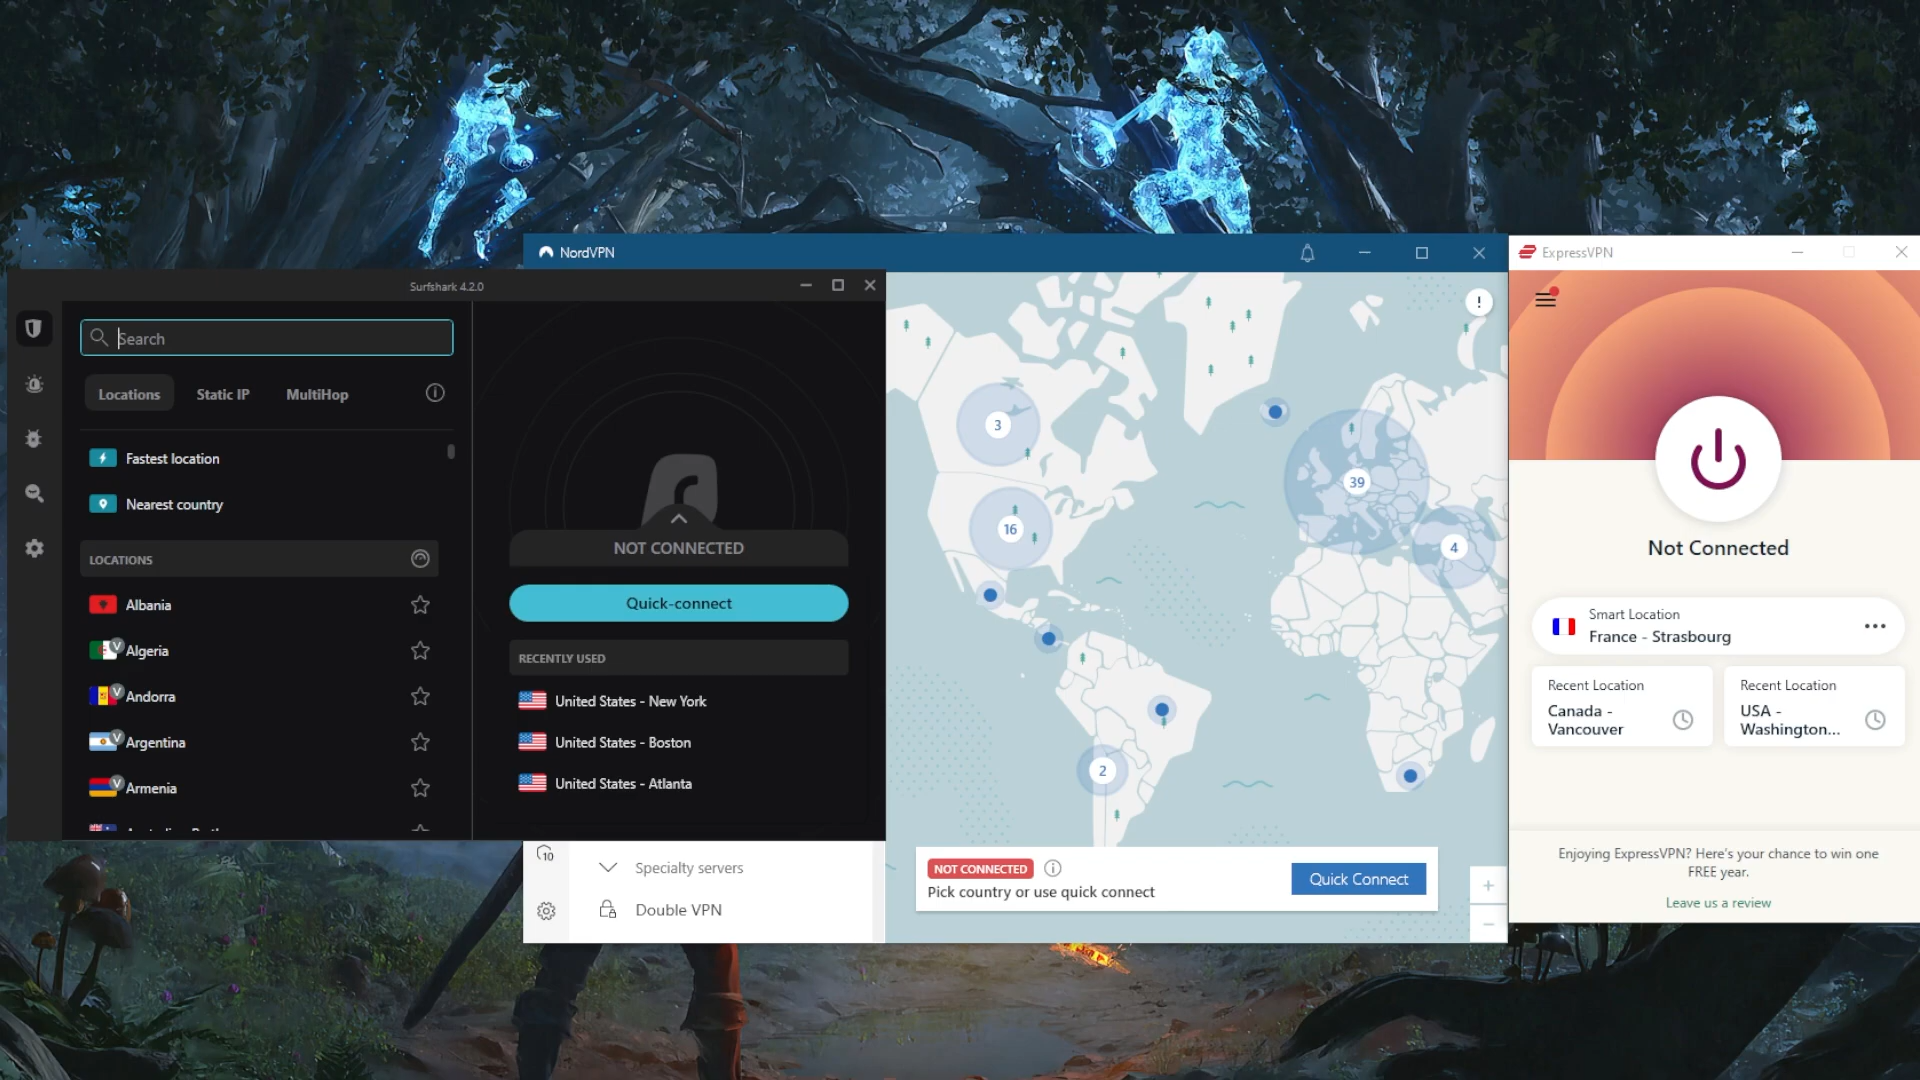 Surfshark 4.2.0
Search
Locations
Static IP
MultiHop
Fastest location
Nearest country
LOCATIONS
Albania
V
Algeria
V
Andorra
V
Argentina
V
Armenia
NOT CONNECTED
Quick-connect
RECENTLY USED
United States - New York
United States - Boston
United States - Atlanta
NordVPN
!
3
16
39
4
2
10
Specialty servers
Double VPN
NOT CONNECTED
Pick country or use quick connect
Quick Connect
+
−
ExpressVPN
Not Connected
Smart Location
France - Strasbourg
Recent Location
Canada -
Vancouver
Recent Location
USA -
Washington...
Enjoying ExpressVPN? Here's your chance to win one
FREE year.
Leave us a review